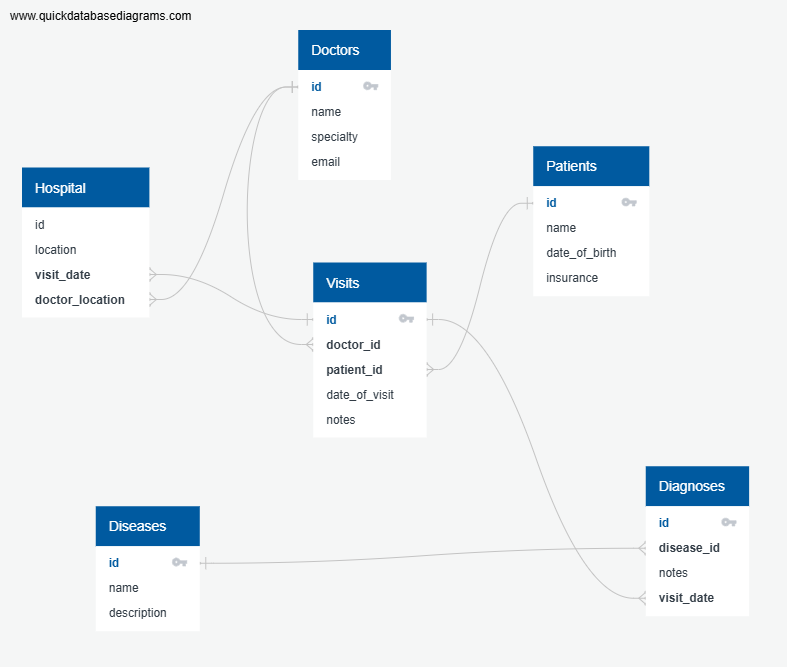 www.quickdatabasediagrams.com
Doctors
id
name
specialty
email
Patients
id
name
date_of_birth
insurance
Hospital
id
location
visit_date
doctor_location
Visits
id
doctor_id
patient_id
date_of_visit
notes
Diagnoses
id
disease_id
notes
visit_date
Diseases
id
name
description